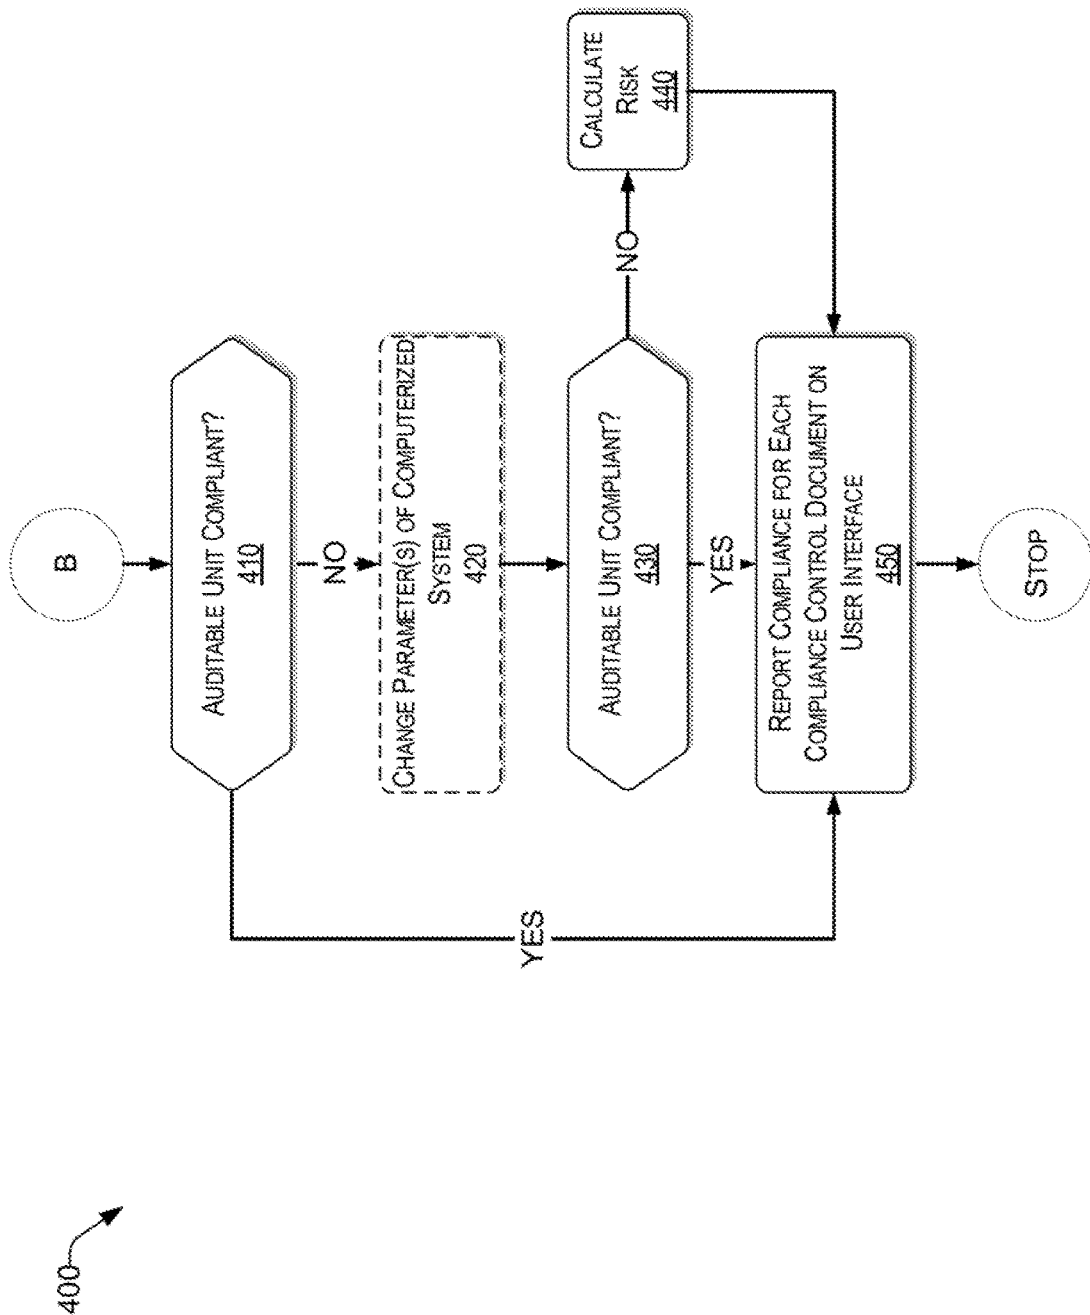 400
B
AUDITABLE UNIT COMPLIANT?
410
NO
YES
CHANGE PARAMETER(S) OF COMPUTERIZED
SYSTEM
420
AUDITABLE UNIT COMPLIANT?
430
NO
CALCULATE
RISK
440
YES
REPORT COMPLIANCE FOR EACH
COMPLIANCE CONTROL DOCUMENT ON
USER INTERFACE
450
STOP